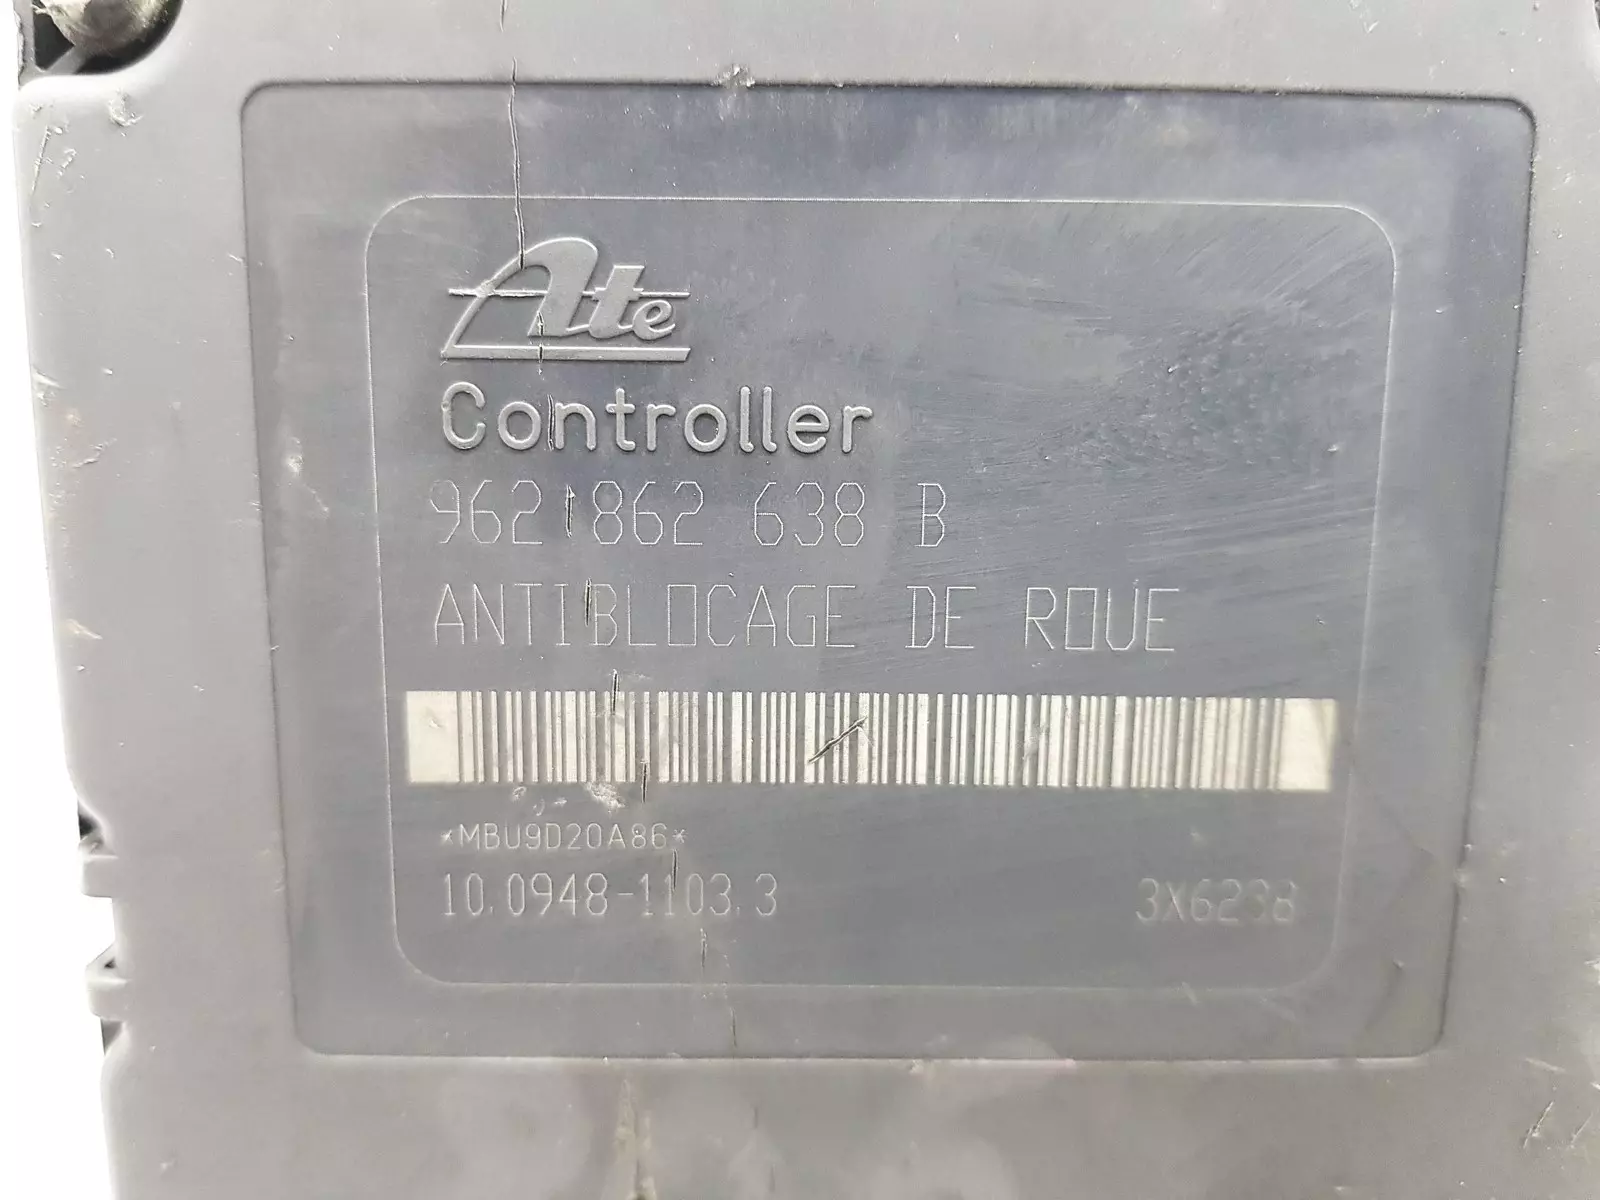 Ate
Controller
962 862 638 B
ANTIBLOCAGE DE ROUE
*MBU9D20A86*
10.0948-1103.3
3X6238